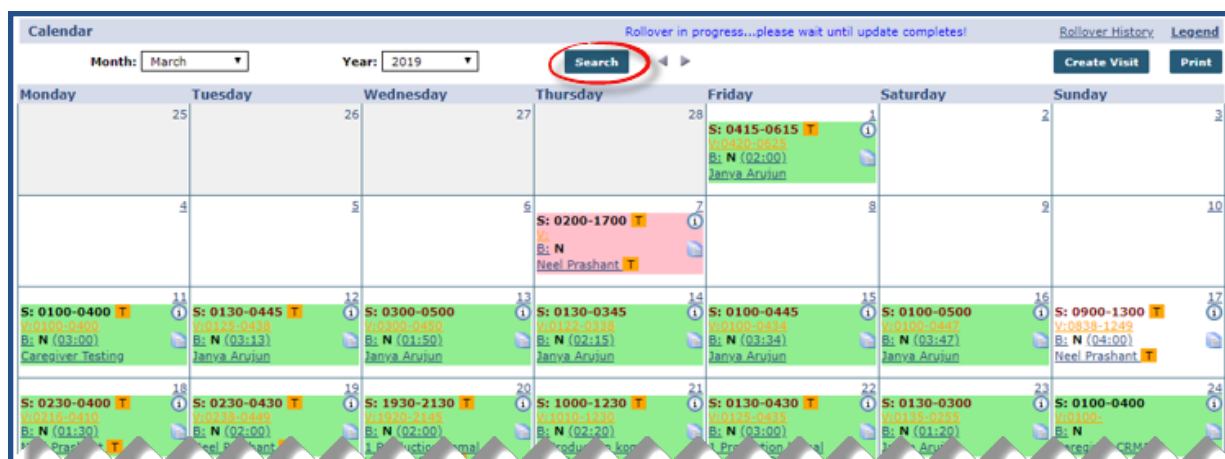 Calendar Rollover in progress...please wait until update completes! Rollover History Legend
Month: March Year: 2019 Search Create Visit Print
Monday Tuesday Wednesday Thursday Friday Saturday Sunday
25 26 27 28 1 2 3
S: 0415-0615 T
V:0420-0625
B: N (02:00)
Janya Arujun
4 5 6 7 8 9 10
S: 0200-1700 T
V:
B: N
Neel Prashant T
11 12 13 14 15 16 17
S: 0100-0400 T S: 0130-0445 T S: 0300-0500 S: 0130-0345 S: 0100-0445 S: 0100-0500 S: 0900-1300 T
V:0100-0400 V:0125-0438 V:0300-0450 V:0122-0338 V:0100-0434 V:0100-0447 V:0838-1249
B: N (03:00) B: N (03:13) B: N (01:50) B: N (02:15) B: N (03:34) B: N (03:47) B: N (04:00)
Caregiver Testing Janya Arujun Janya Arujun Janya Arujun Janya Arujun Janya Arujun Neel Prashant T
18 19 20 21 22 23 24
S: 0230-0400 T S: 0230-0430 T S: 1930-2130 T S: 1000-1230 T S: 0130-0430 T S: 0130-0300 S: 0100-0400
V:0216-0410 V:0238-0449 V:1920-2145 V:1010-1230 V:0125-0435 V:0135-0255 V:0100-
B: N (01:30) B: N (02:00) B: N (02:00) B: N (02:20) B: N (03:00) B: N (01:20) B: N